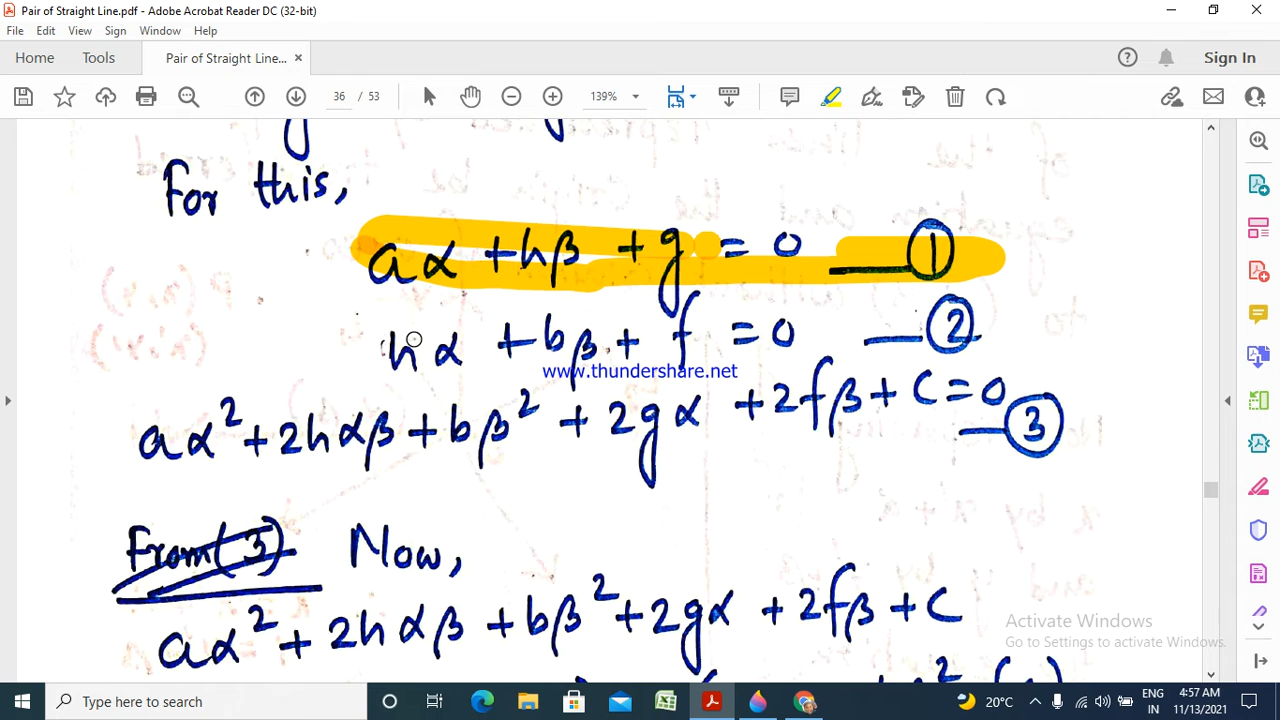 Pair of Straight Line.pdf - Adobe Acrobat Reader DC (32-bit)
File Edit View Sign Window Help
Home Tools Pair of Straight Line... × Sign In
36 / 53 139%
For this,
aα + hβ + g = 0 __ ①
hα + bβ + f = 0 __ ②
www.thundershare.net
aα² + 2hαβ + bβ² + 2gα + 2fβ + c = 0 __ ③
From (3) Now,
aα² + 2hαβ + bβ² + 2gα + 2fβ + c
Activate Windows
Go to Settings to activate Windows.
Type here to search 20°C ENG 4:57 AM
IN 11/13/2021